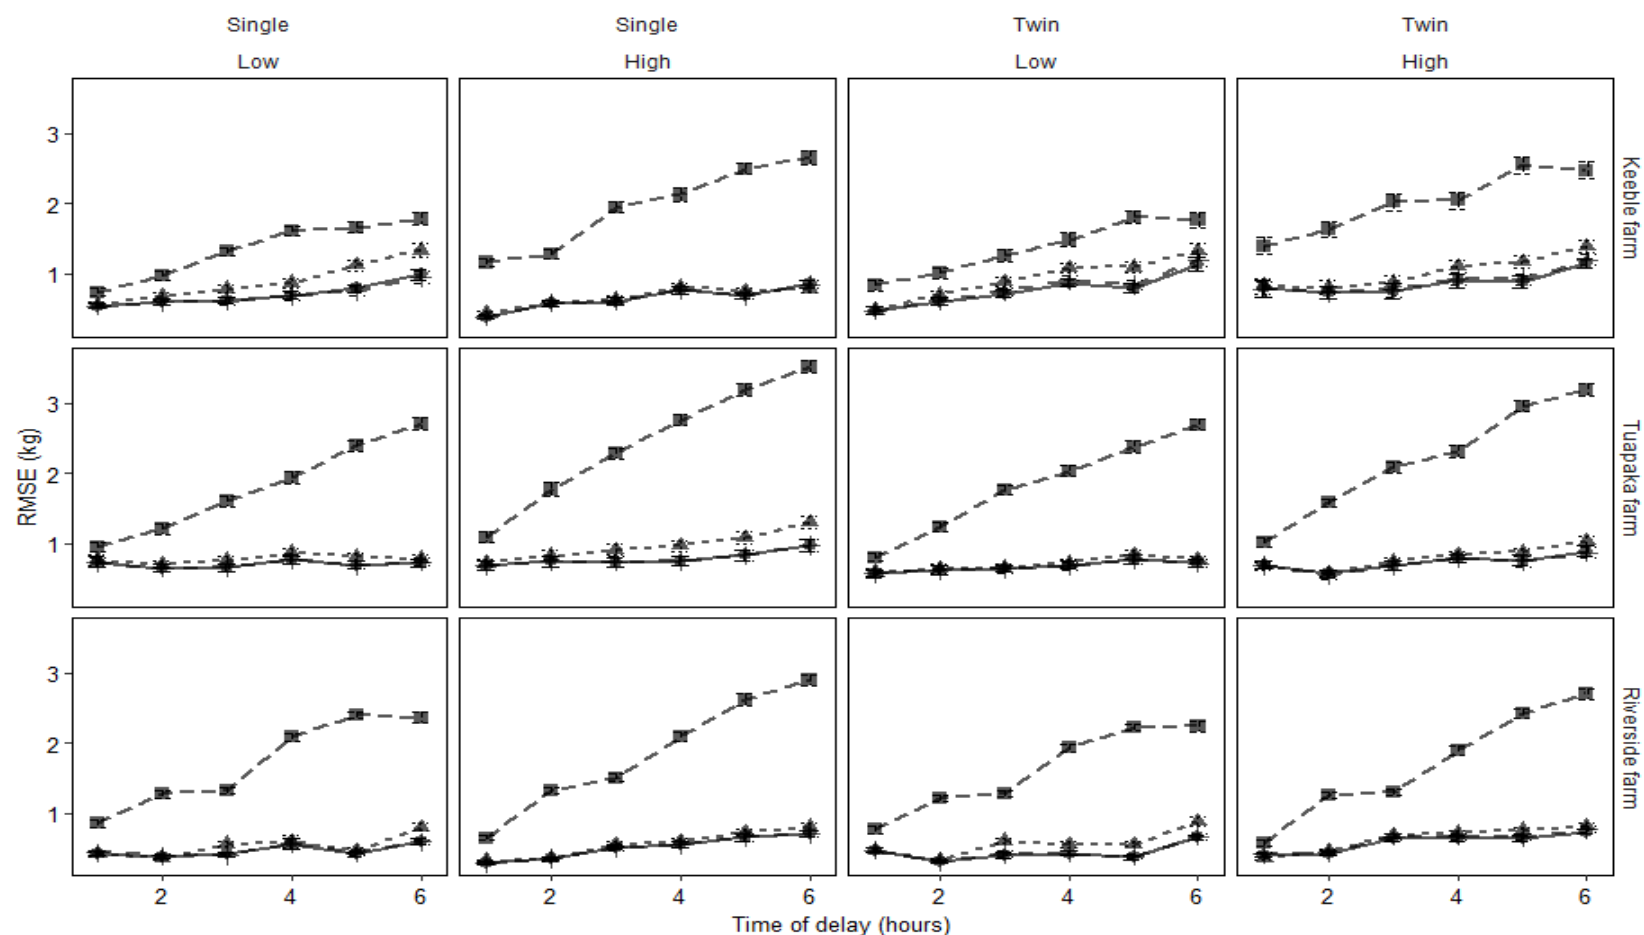 Single Single Twin Twin
Low High Low High
3
2
1
Keeble farm
3
2
1
Tuapaka farm
RMSE (kg)
3
2
1
Riverside farm
2 4 6 2 4 6 2 4 6 2 4 6
Time of delay (hours)